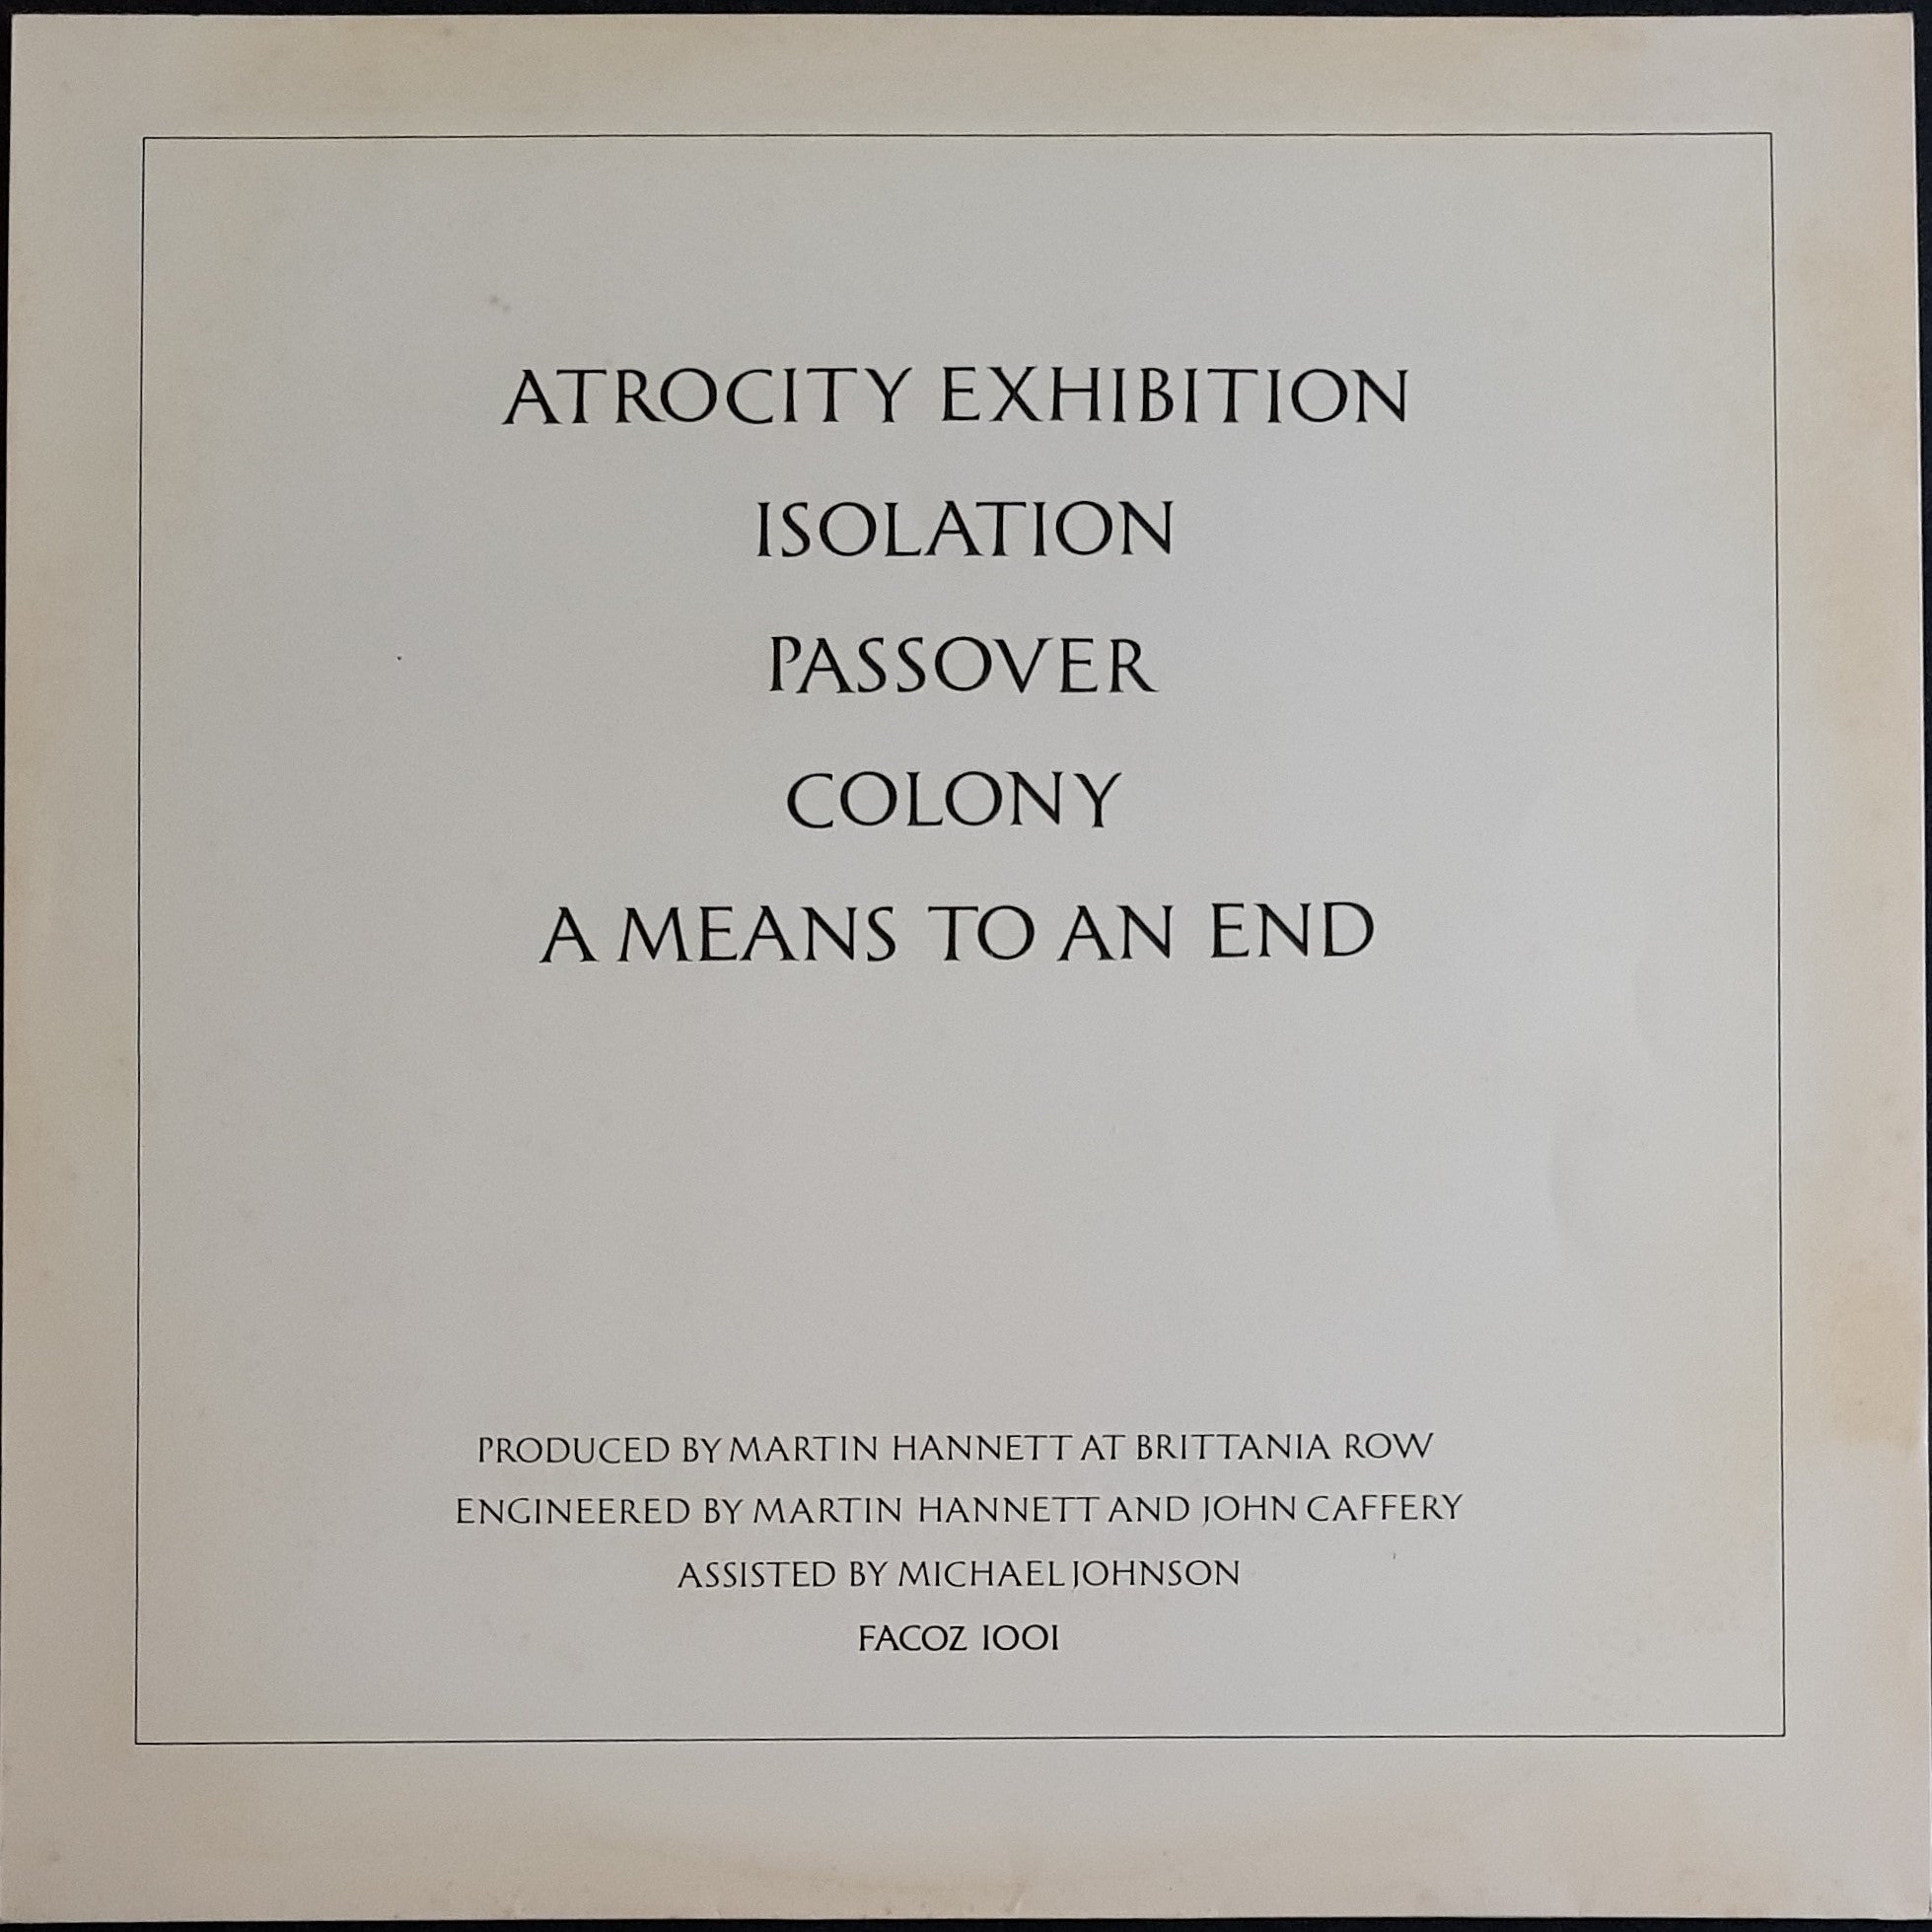 ATROCITY EXHIBITION
ISOLATION
PASSOVER
COLONY
A MEANS TO AN END
PRODUCED BY MARTIN HANNETT AT BRITTANIA ROW
ENGINEERED BY MARTIN HANNETT AND JOHN CAFFERY
ASSISTED BY MICHAEL JOHNSON
FACOZ 1001